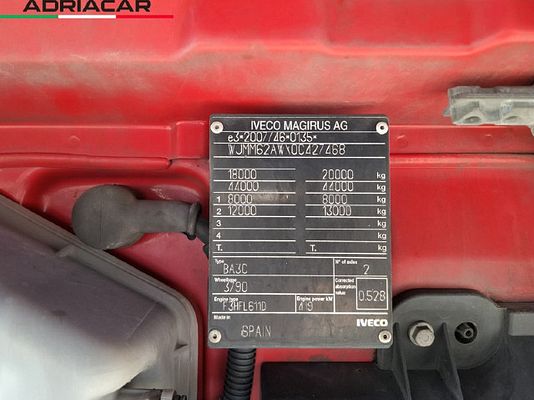 ADRIACAR
IVECO MAGIRUS AG
e3*2007/46*0135*
18000 20000 kg
44000 44000 kg
1 8000 8000 kg
2 12000 13000 kg
3 kg
4 kg
T. kg
Type N° of axles
BA3C 2
Wheelbase Corrected absorption value
3790 0.528
Engine type Engine power kW
F3HFL611D 419
Made in
SPAIN IVECO